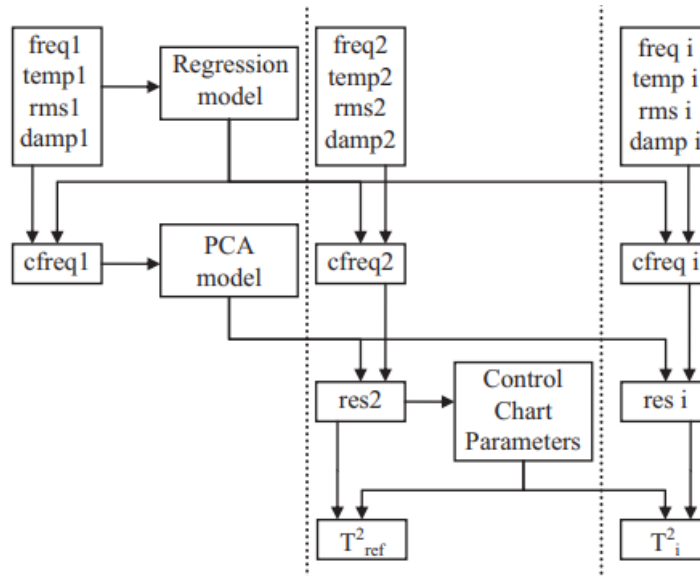 freq1
temp1
rms1
damp1
Regression
model
freq2
temp2
rms2
damp2
freq i
temp i
rms i
damp i
cfreq1
PCA
model
cfreq2
cfreq i
res2
Control
Chart
Parameters
res i
T²ref
T²i